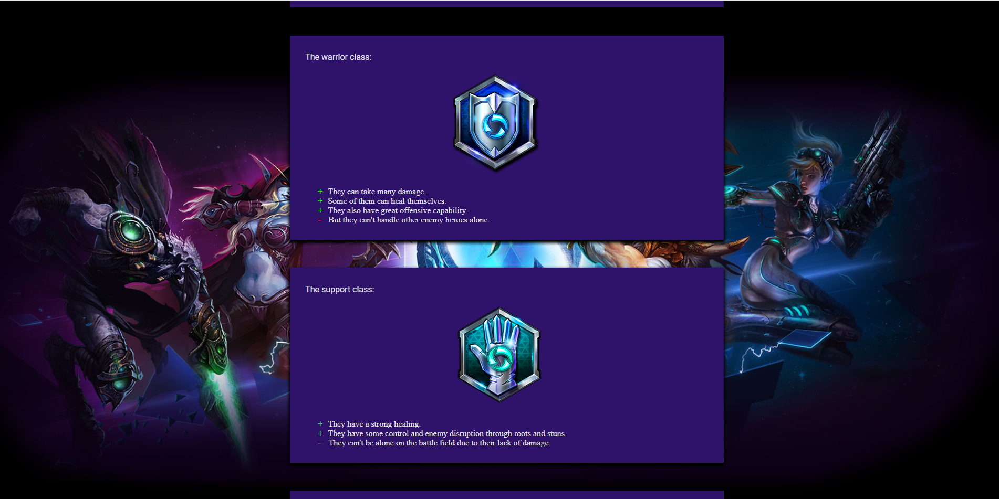 The warrior class:
+ They can take many damage.
+ Some of them can heal themselves.
+ They also have great offensive capability.
- But they can't handle other enemy heroes alone.
The support class:
+ They have a strong healing.
+ They have some control and enemy disruption through roots and stuns.
- They can't be alone on the battle field due to their lack of damage.